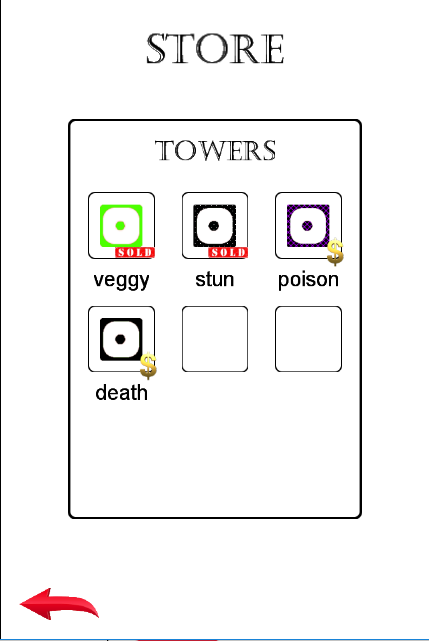 STORE
TOWERS
SOLD SOLD $
veggy stun poison
$
death